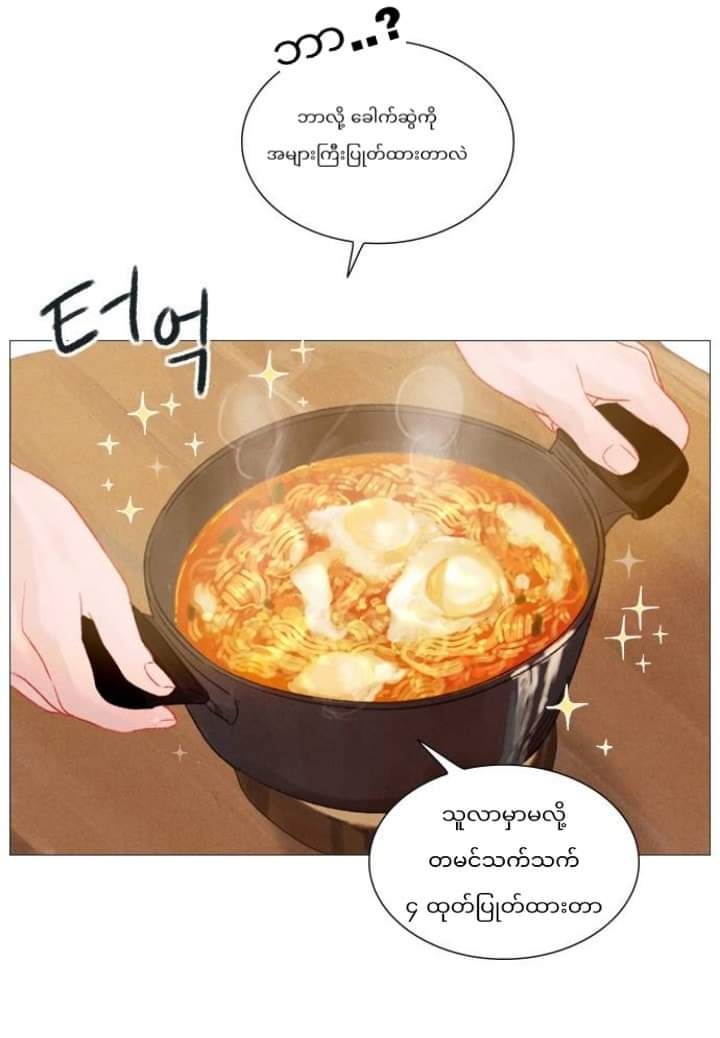 ဘာ..?
ဘာလို့ ခေါက်ဆွဲကို
အများကြီးပြုတ်ထားတာလဲ
터억
သူလာမှာမလို့
တမင်သက်သက်
၄ ထုတ်ပြုတ်ထားတာ